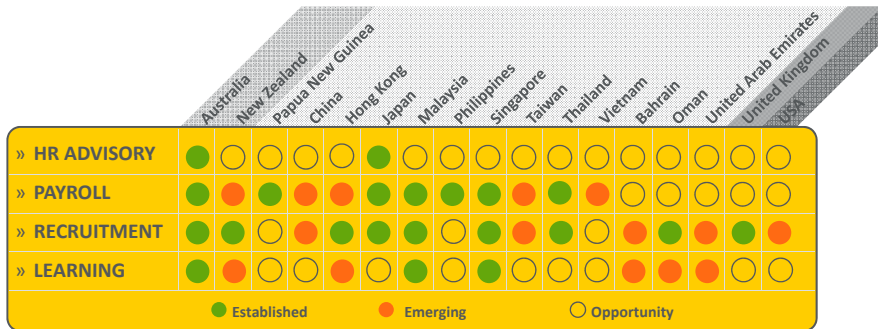 Australia
New Zealand
Papua New Guinea
China
Hong Kong
Japan
Malaysia
Philippines
Singapore
Taiwan
Thailand
Vietnam
Bahrain
Oman
United Arab Emirates
United Kingdom
USA
» HR ADVISORY
» PAYROLL
» RECRUITMENT
» LEARNING
Established Emerging Opportunity